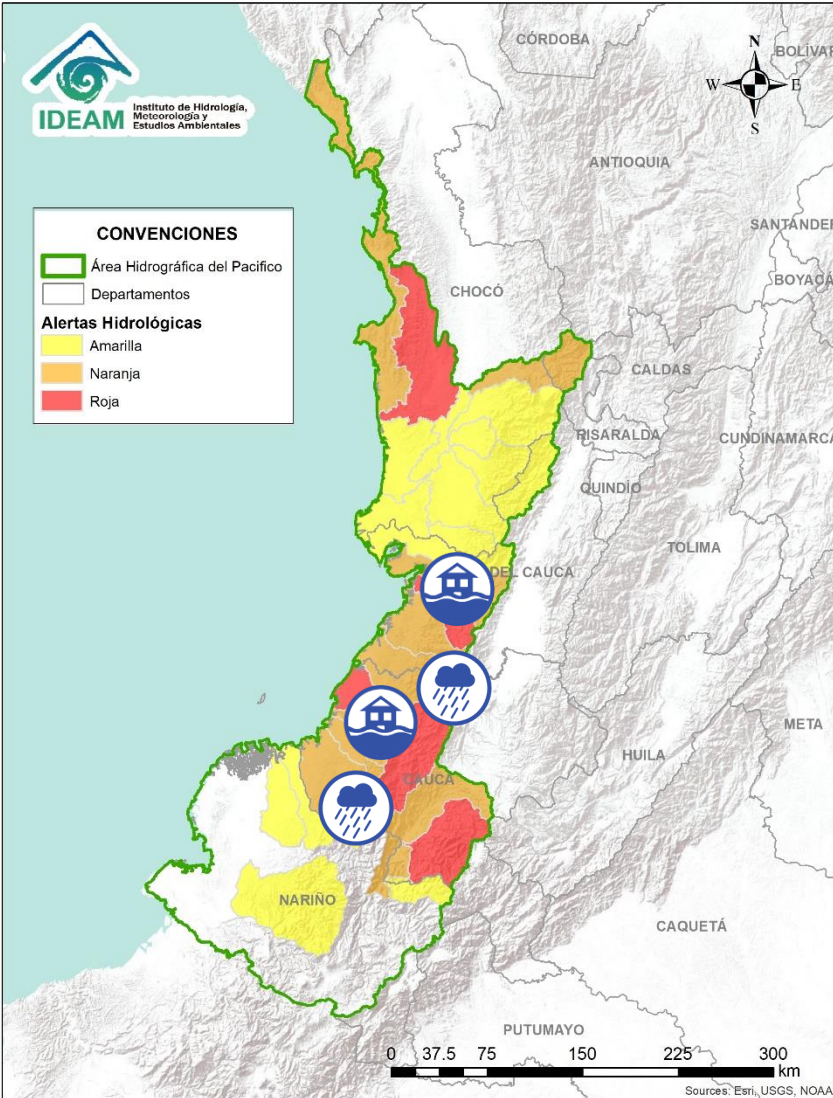 IDEAM
Instituto de Hidrología,
Meteorología y
Estudios Ambientales
N
W
E
S
CONVENCIONES
Área Hidrográfica del Pacifico
Departamentos
Alertas Hidrológicas
Amarilla
Naranja
Roja
CÓRDOBA
BOLÍVAR
ANTIOQUIA
SANTANDER
BOYACÁ
CHOCÓ
CALDAS
RISARALDA
CUNDINAMARCA
QUINDÍO
TOLIMA
DEL CAUCA
META
HUILA
CAUCA
NARIÑO
CAQUETÁ
PUTUMAYO
0 37.5 75 150 225 300
km
Sources: Esri, USGS, NOAA